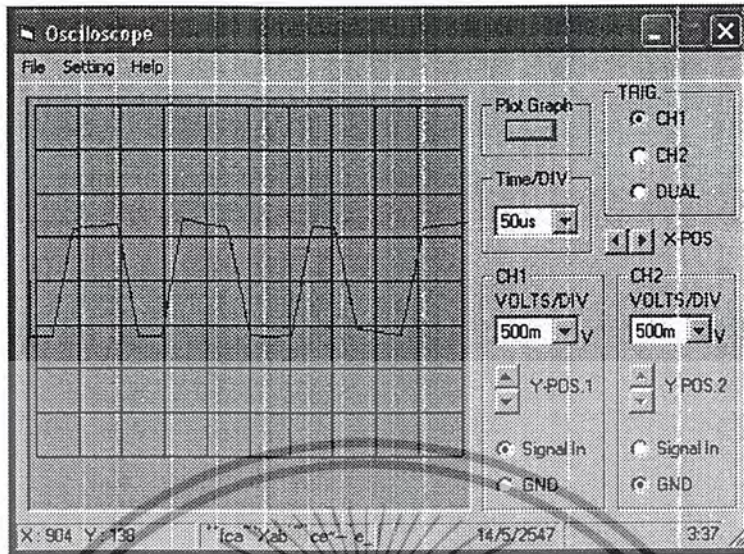 Osciloscope
File Setting Help
Plot Graph
Time/DIV
50us
TRIG.
CH1
CH2
DUAL
X-POS
CH1
VOLTS/DIV
500m V
Y-POS.1
Signal In
GND
CH2
VOLTS/DIV
500m V
Y POS.2
Signal In
GND
X : 904 Y : 138
14/5/2547
3:37